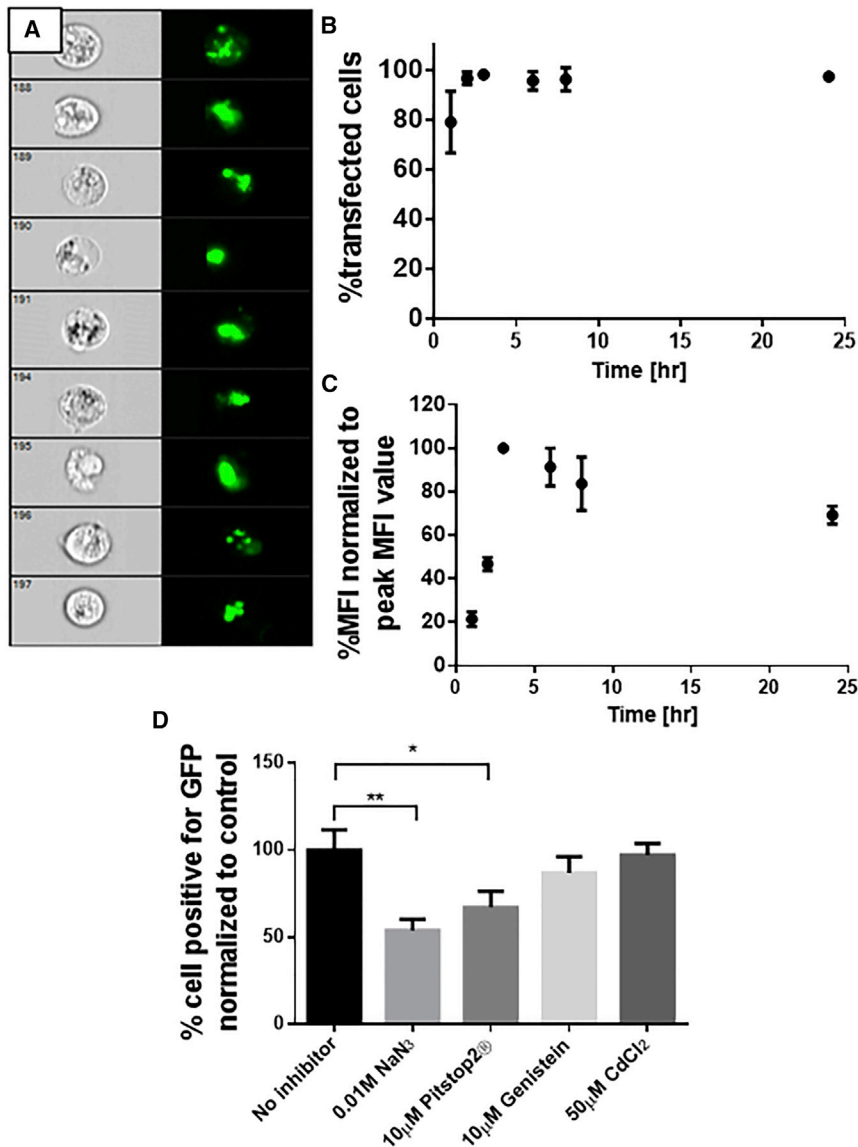 A
188
189
190
191
194
195
196
197
B
%transfected cells
100
80
60
40
20
0
0 5 10 15 20 25
Time [hr]
C
%MFI normalized to
peak MFI value
120
100
80
60
40
20
0
0 5 10 15 20 25
Time [hr]
D
% cell positive for GFP
normalized to control
150
100
50
0
*
**
No inhibitor
0.01M NaN3
10µM Pitstop2®
10µM Genistein
50µM CdCl2